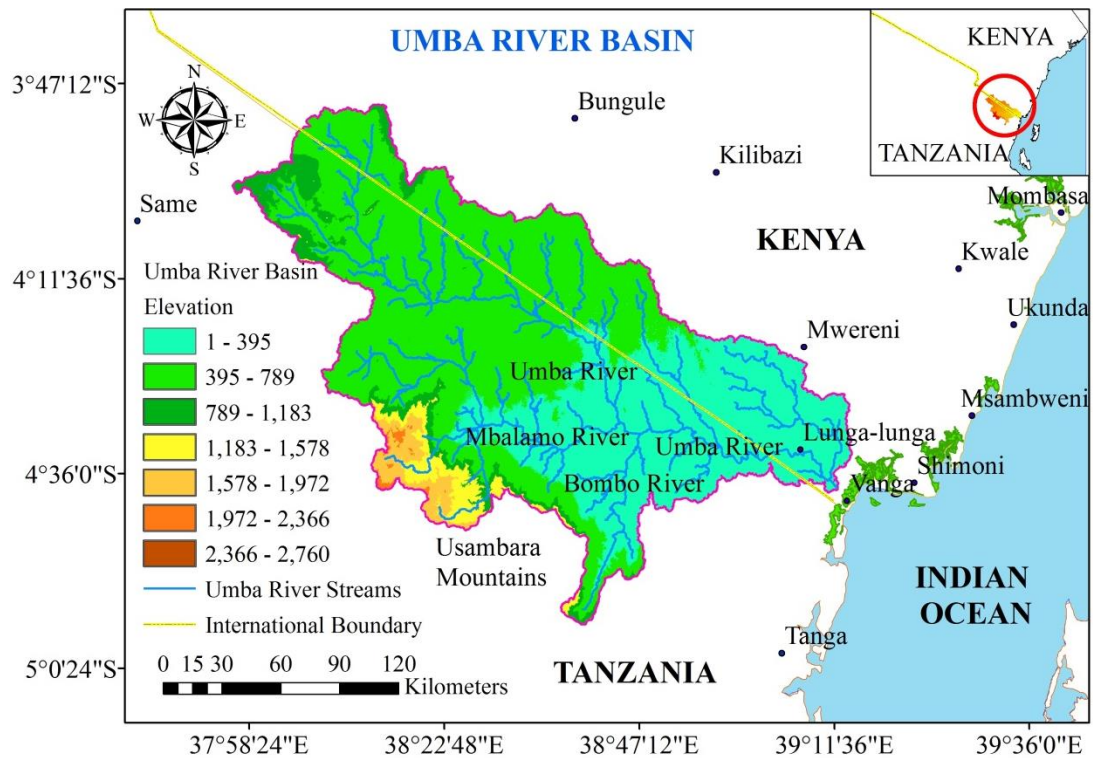 UMBA RIVER BASIN
KENYA
TANZANIA
3°47'12"S
4°11'36"S
4°36'0"S
5°0'24"S
N
W
E
S
Bungule
Kilibazi
Same
Mombasa
KENYA
Kwale
Ukunda
Mwereni
Msambweni
Umba River
Mbalamo River
Umba River
Lunga-lunga
Bombo River
Shimoni
Vanga
Usambara
Mountains
INDIAN
OCEAN
Tanga
TANZANIA
Umba River Basin
Elevation
1 - 395
395 - 789
789 - 1,183
1,183 - 1,578
1,578 - 1,972
1,972 - 2,366
2,366 - 2,760
Umba River Streams
International Boundary
0 15 30 60 90 120
Kilometers
37°58'24"E
38°22'48"E
38°47'12"E
39°11'36"E
39°36'0"E